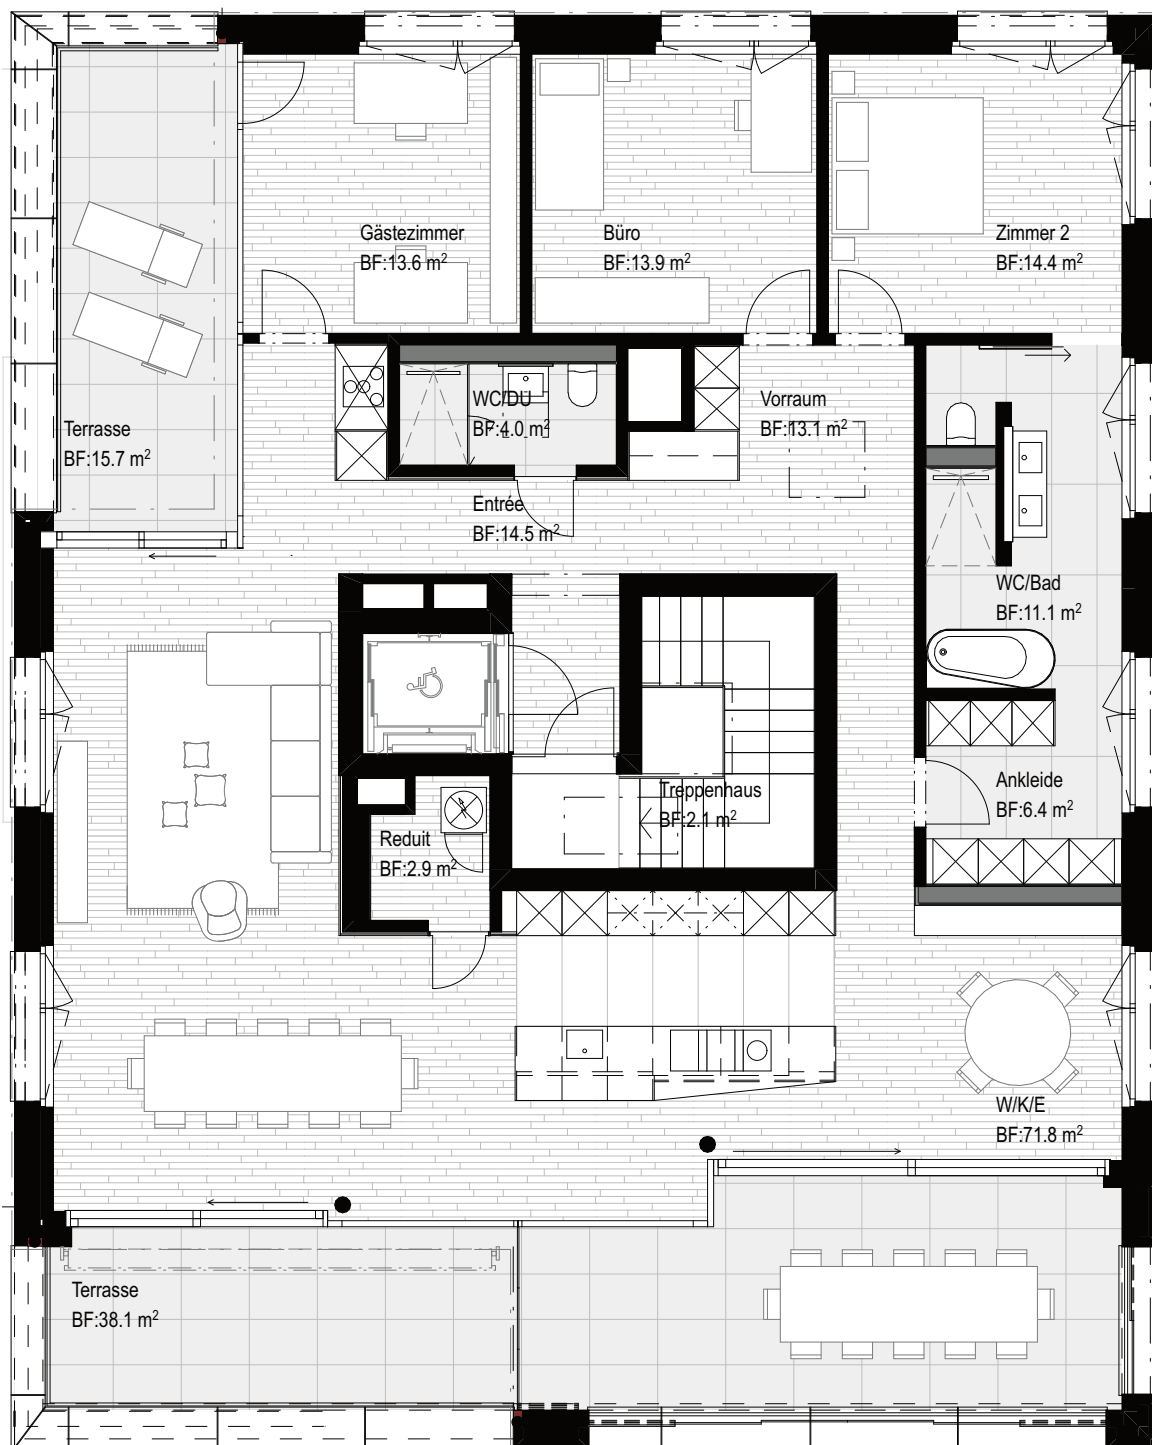 Gästezimmer
BF:13.6 m²
Büro
BF:13.9 m²
Zimmer 2
BF:14.4 m²
Terrasse
BF:15.7 m²
WC/DU
BF:4.0 m²
Vorraum
BF:13.1 m²
Entrée
BF:14.5 m²
WC/Bad
BF:11.1 m²
Treppenhaus
BF:2.1 m²
Ankleide
BF:6.4 m²
Reduit
BF:2.9 m²
W/K/E
BF:71.8 m²
Terrasse
BF:38.1 m²